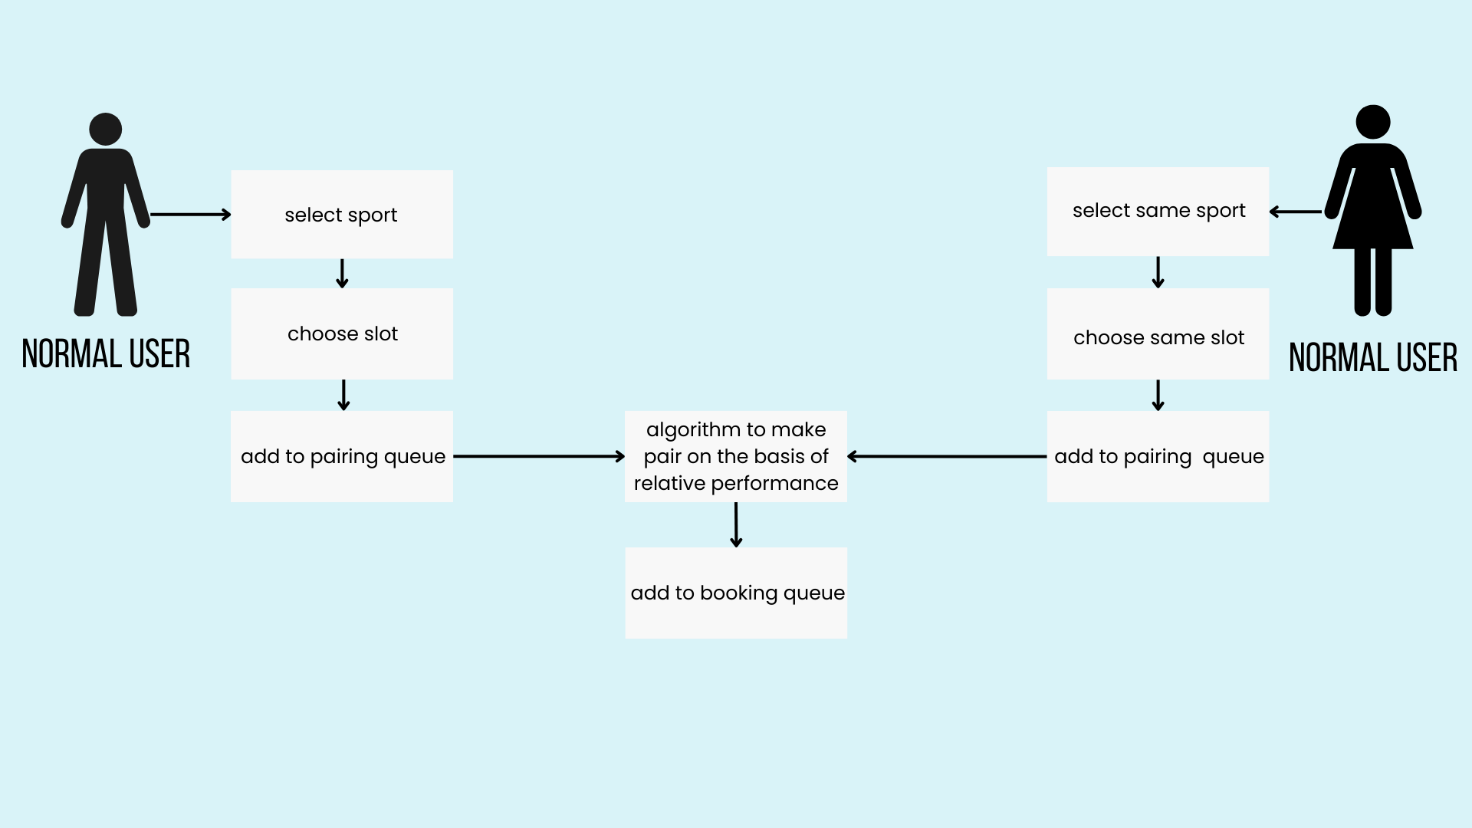 NORMAL USER
select sport
choose slot
add to pairing queue
algorithm to make
pair on the basis of
relative performance
add to booking queue
select same sport
choose same slot
add to pairing  queue
NORMAL USER